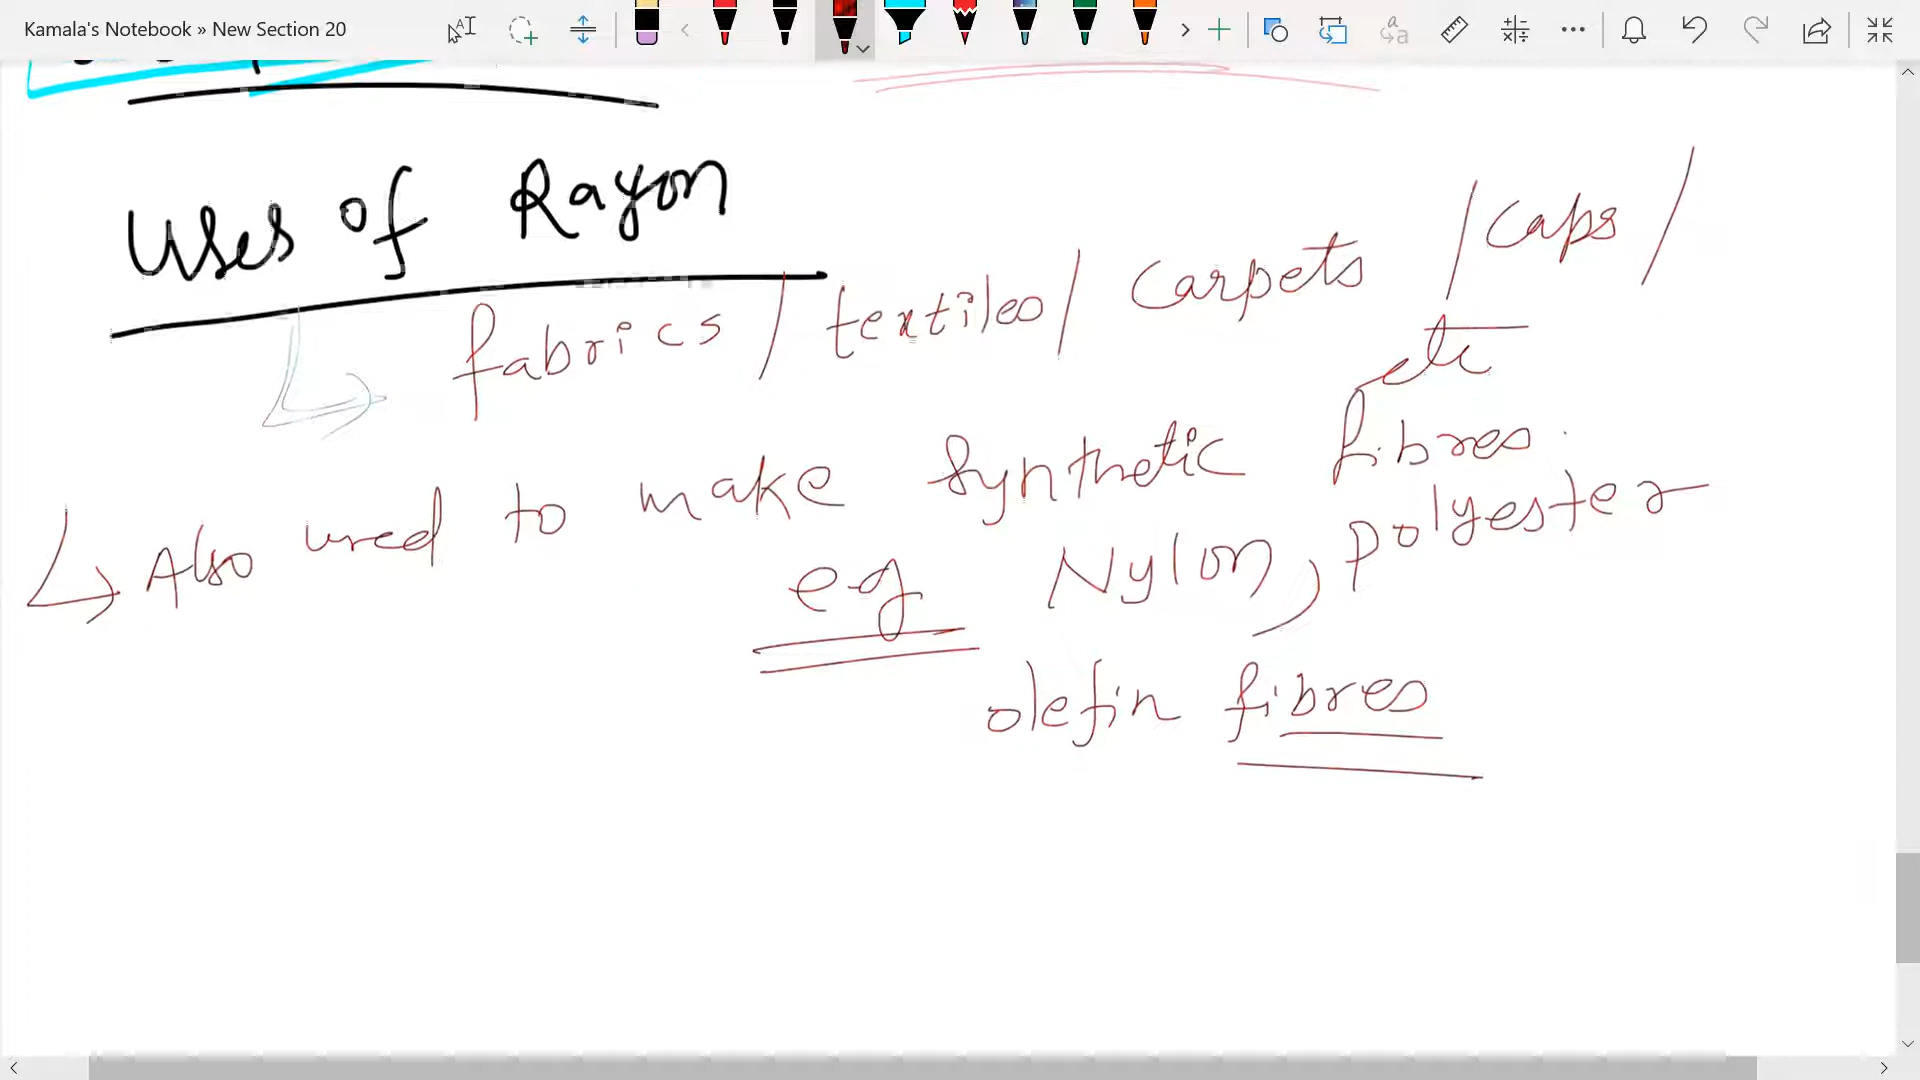 Kamala's Notebook » New Section 20
Uses of Rayon
fabrics / textiles / carpets / caps /
etc
Also used to make synthetic fibres.
eg Nylon, polyester
olefin fibres